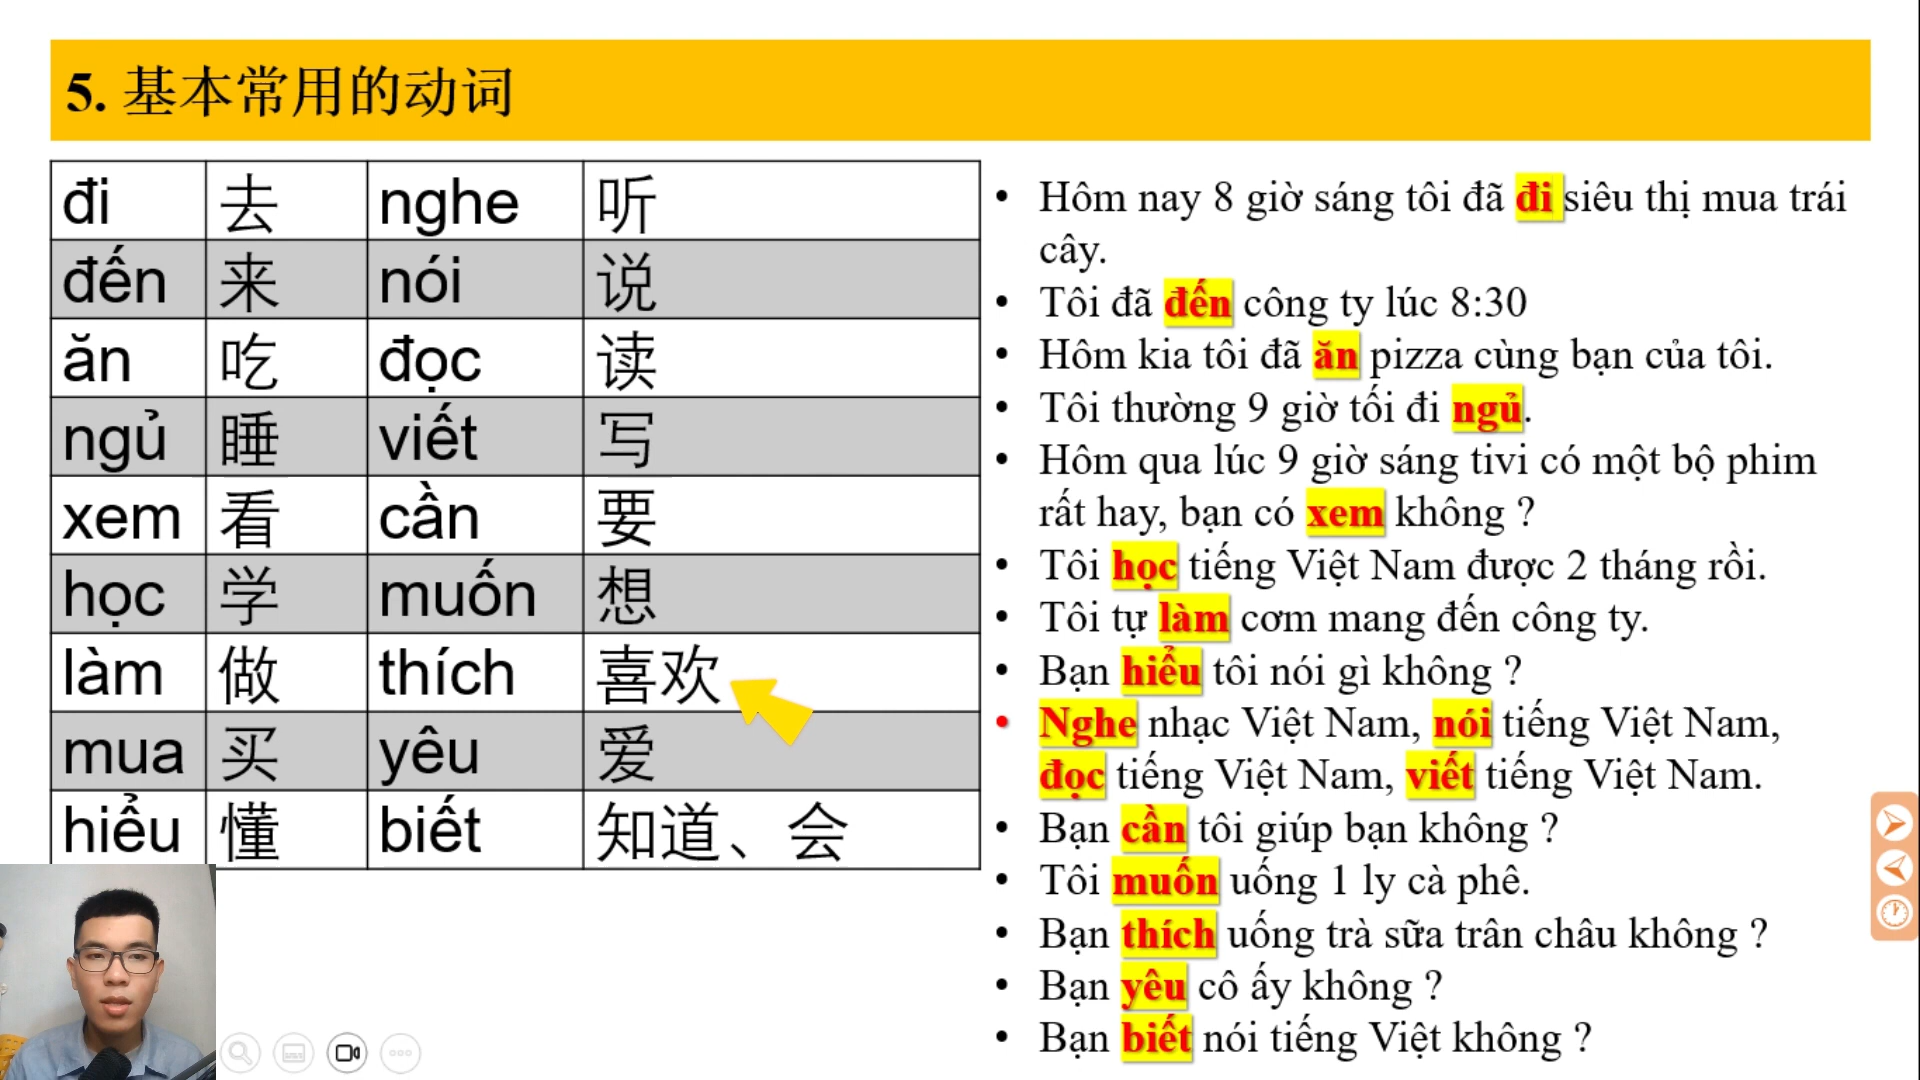 5. 基本常用的动词
đi 去 nghe 听
đến 来 nói 说
ăn 吃 đọc 读
ngủ 睡 viết 写
xem 看 cần 要
học 学 muốn 想
làm 做 thích 喜欢
mua 买 yêu 爱
hiểu 懂 biết 知道、会
• Hôm nay 8 giờ sáng tôi đã đi siêu thị mua trái
cây.
• Tôi đã đến công ty lúc 8:30
• Hôm kia tôi đã ăn pizza cùng bạn của tôi.
• Tôi thường 9 giờ tối đi ngủ.
• Hôm qua lúc 9 giờ sáng tivi có một bộ phim
rất hay, bạn có xem không ?
• Tôi học tiếng Việt Nam được 2 tháng rồi.
• Tôi tự làm cơm mang đến công ty.
• Bạn hiểu tôi nói gì không ?
• Nghe nhạc Việt Nam, nói tiếng Việt Nam,
đọc tiếng Việt Nam, viết tiếng Việt Nam.
• Bạn cần tôi giúp bạn không ?
• Tôi muốn uống 1 ly cà phê.
• Bạn thích uống trà sữa trân châu không ?
• Bạn yêu cô ấy không ?
• Bạn biết nói tiếng Việt không ?